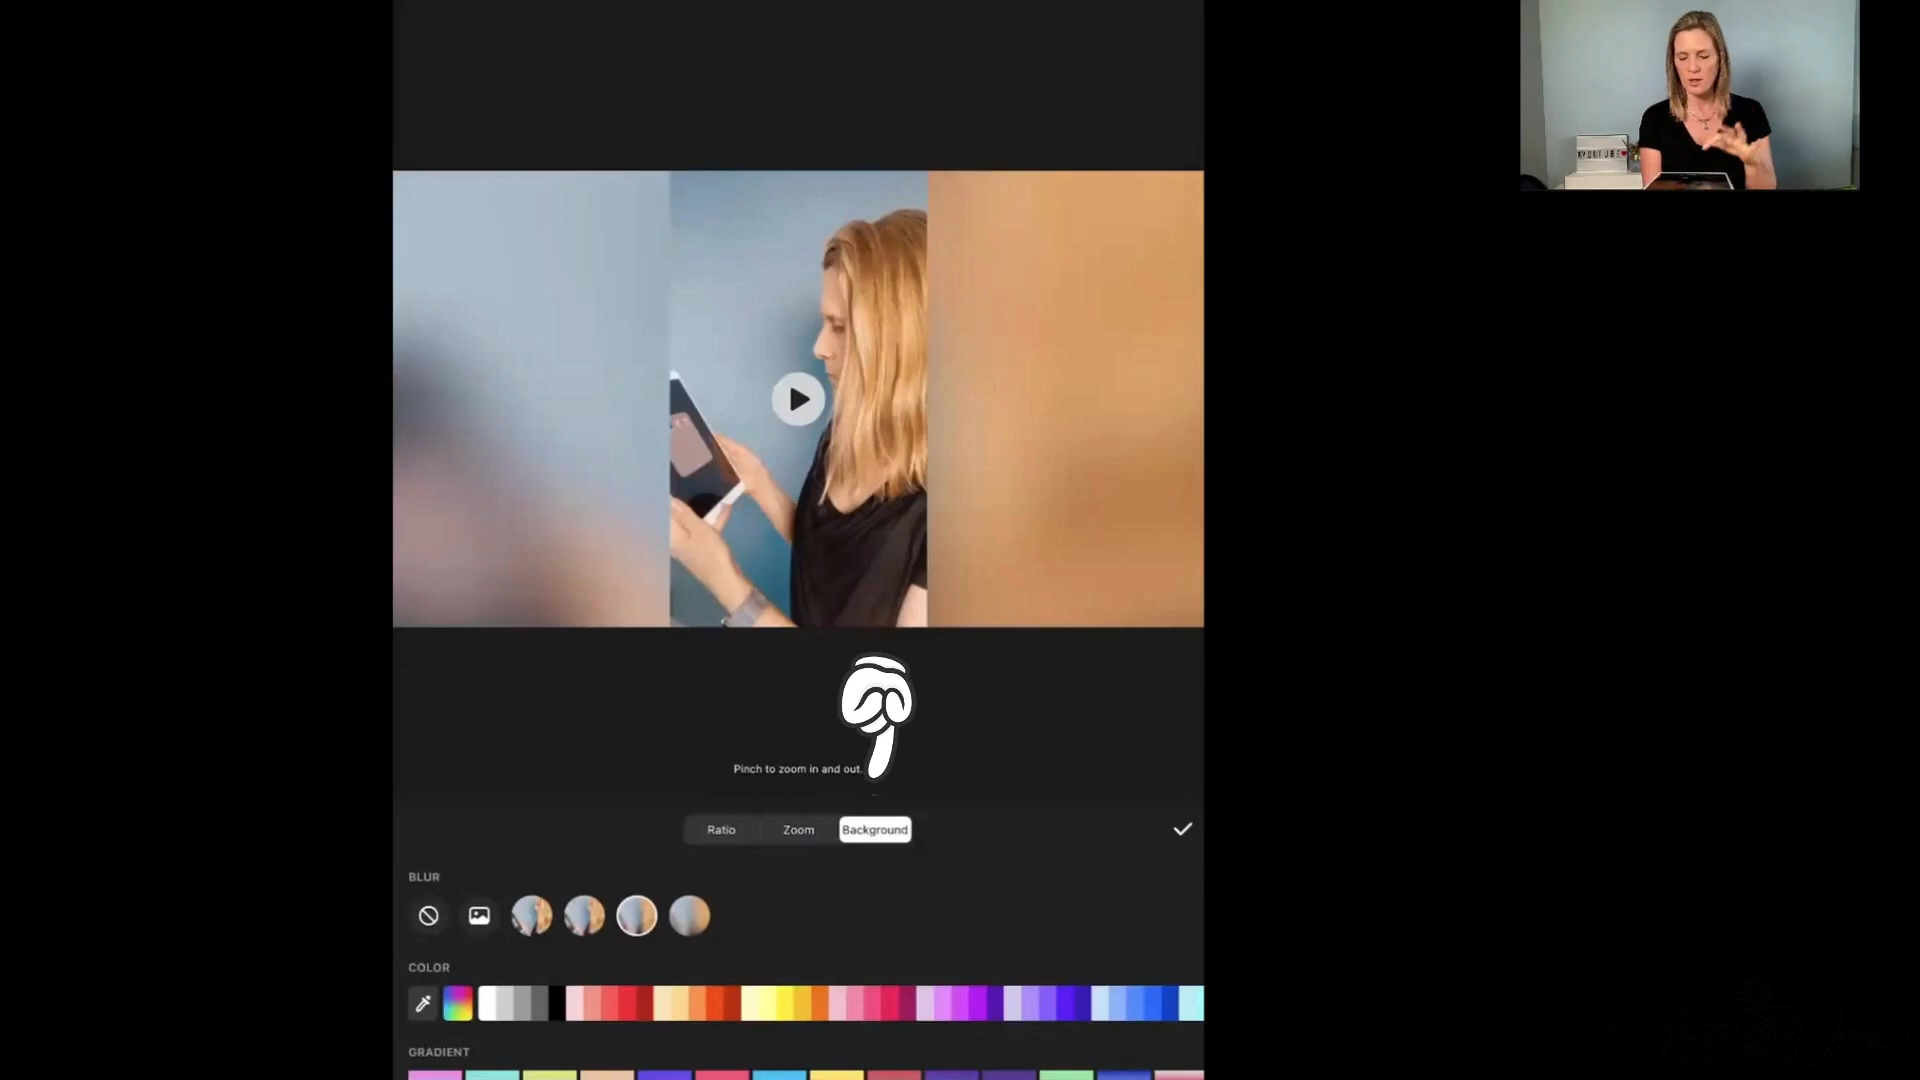 Pinch to zoom in and out.
Ratio Zoom Background
BLUR
COLOR
GRADIENT